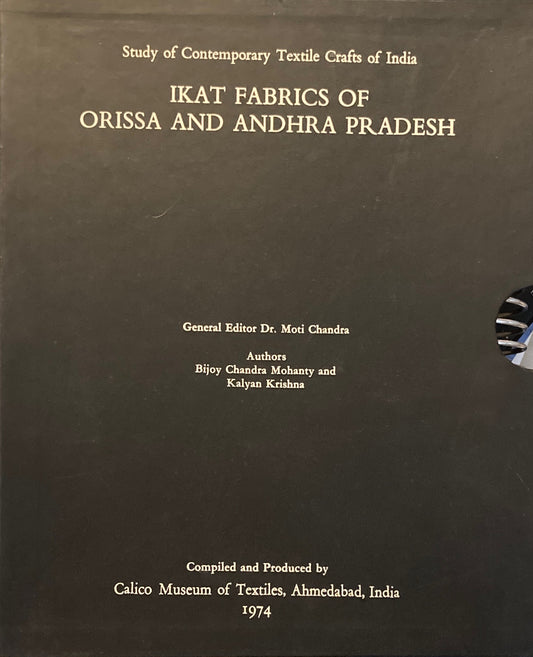 Study of Contemporary Textile Crafts of India
IKAT FABRICS OF
ORISSA AND ANDHRA PRADESH
General Editor Dr. Moti Chandra
Authors
Bijoy Chandra Mohanty and
Kalyan Krishna
Compiled and Produced by
Calico Museum of Textiles, Ahmedabad, India
1974